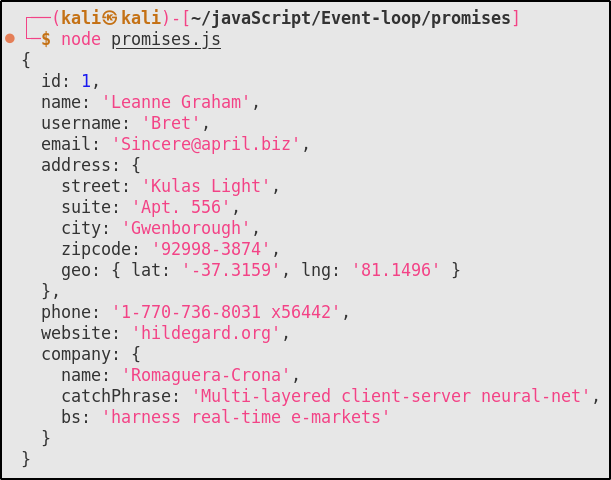 ┌──(kali㉿kali)-[~/javaScript/Event-loop/promises]
└─$ node promises.js
{
  id: 1,
  name: 'Leanne Graham',
  username: 'Bret',
  email: 'Sincere@april.biz',
  address: {
    street: 'Kulas Light',
    suite: 'Apt. 556',
    city: 'Gwenborough',
    zipcode: '92998-3874',
    geo: { lat: '-37.3159', lng: '81.1496' }
  },
  phone: '1-770-736-8031 x56442',
  website: 'hildegard.org',
  company: {
    name: 'Romaguera-Crona',
    catchPhrase: 'Multi-layered client-server neural-net',
    bs: 'harness real-time e-markets'
  }
}